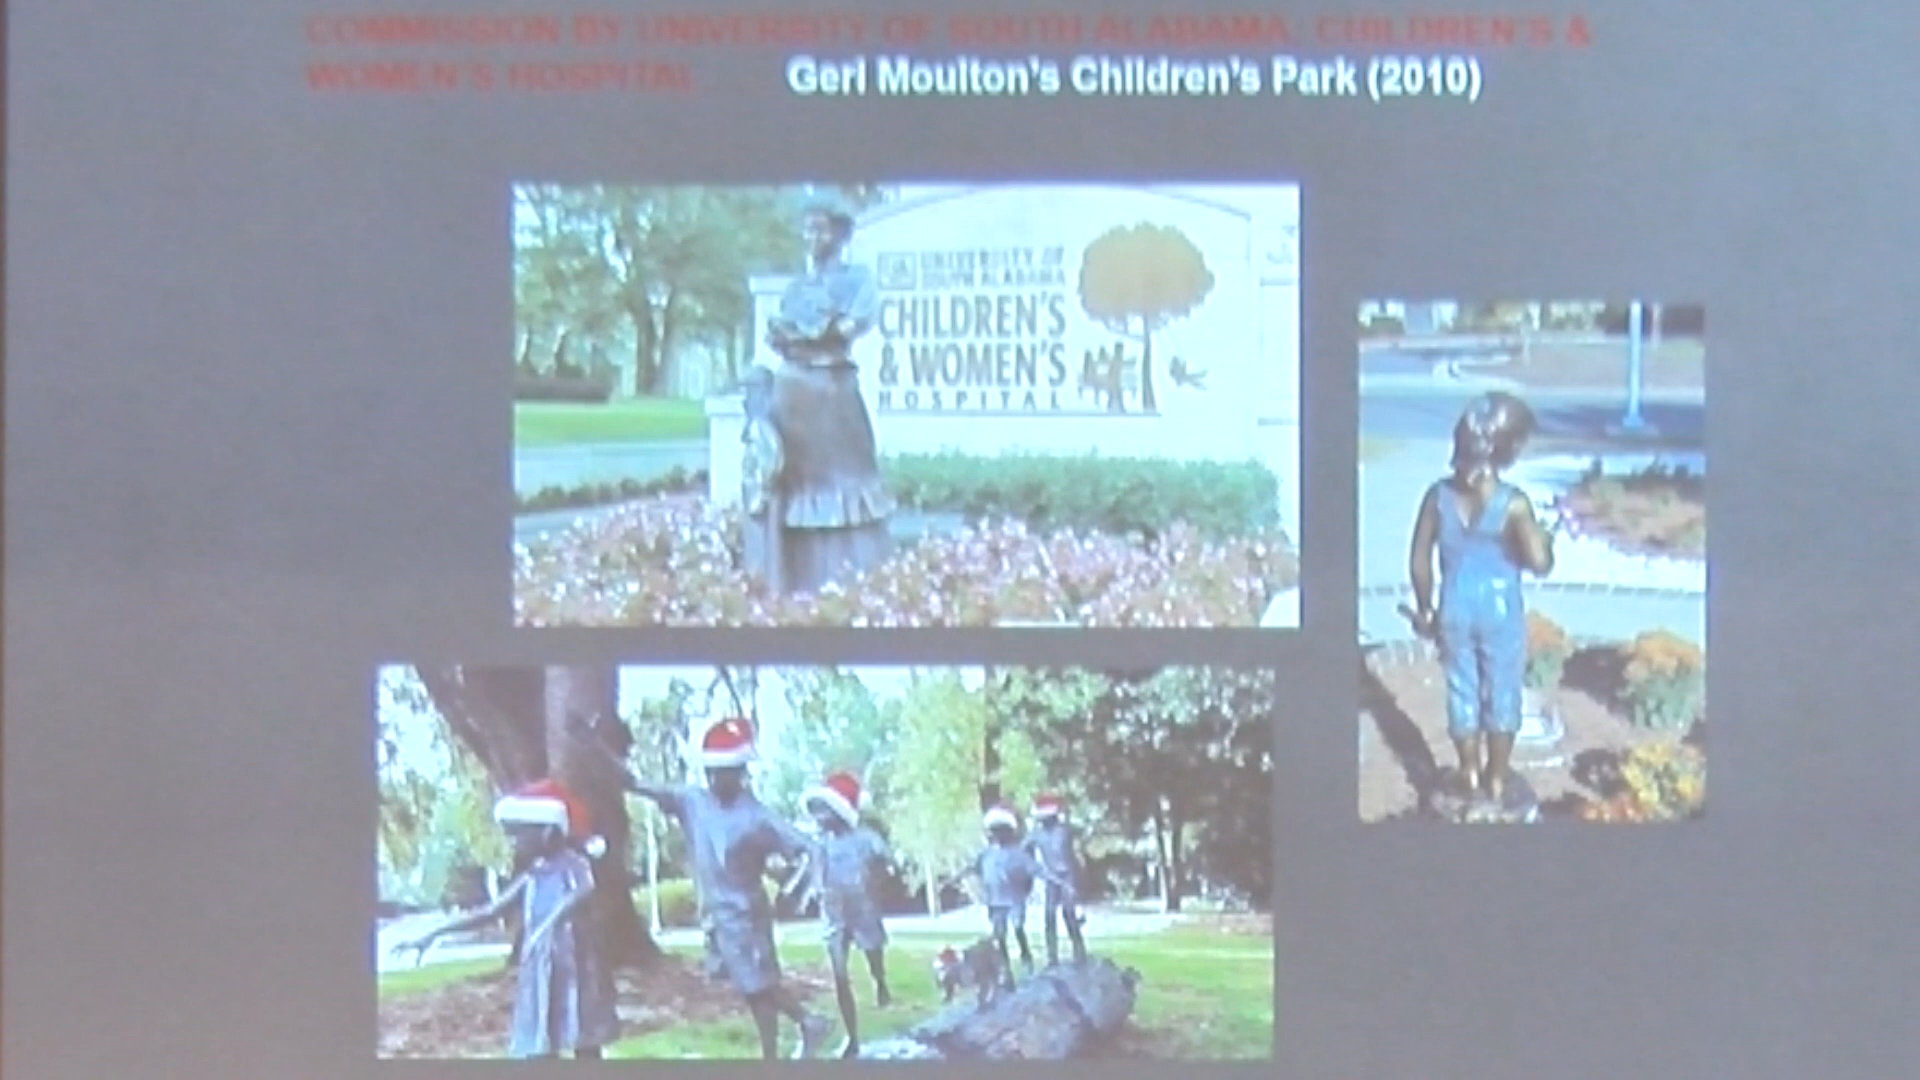 COMMISSION BY UNIVERSITY OF SOUTH ALABAMA, CHILDREN'S &
WOMEN'S HOSPITAL Geri Moulton's Children's Park (2010)
UNIVERSITY OF
SOUTH ALABAMA
CHILDREN'S
& WOMEN'S
HOSPITAL